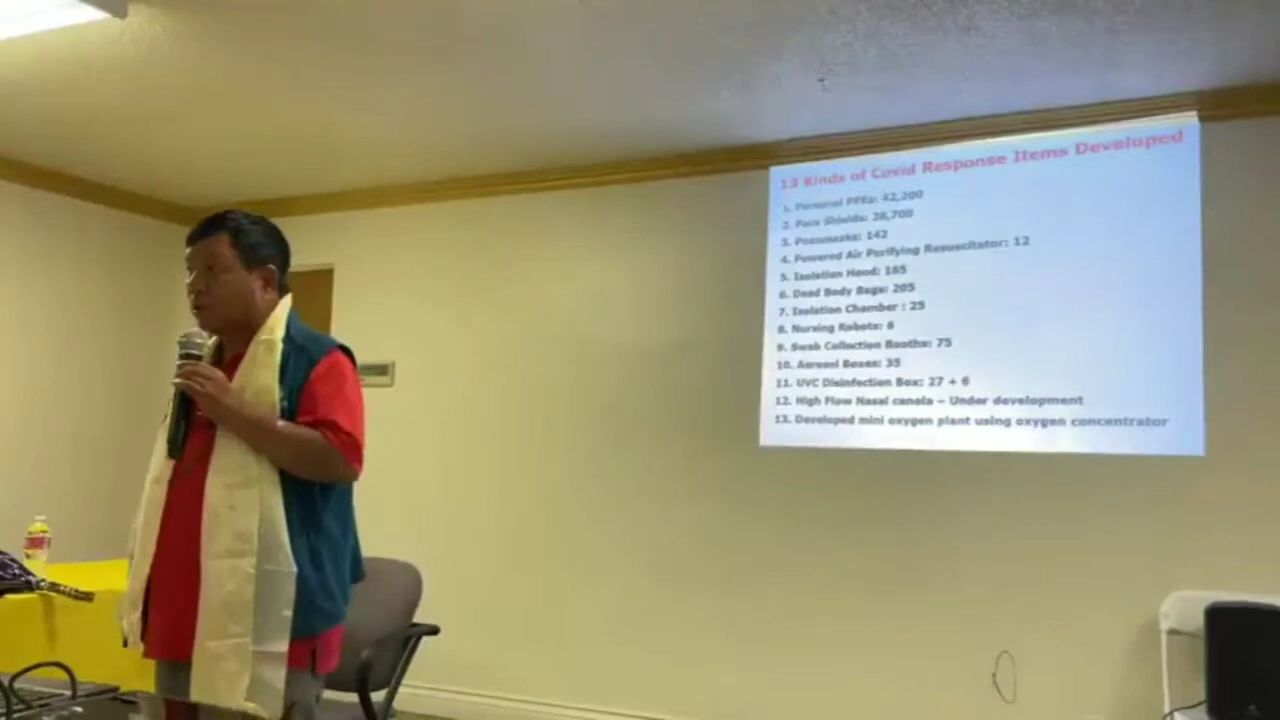 13 Kinds of Covid Response Items Developed
1. Personal PPEs: 42,200
2. Face Shields: 28,700
3. 142
4. Powered Air Purifying Resuscitator: 12
5. Isolation Hood: 165
6. Dead Body Bags: 205
7. Isolation Chamber : 25
8. Nursing Robots: 6
9. Swab Collection Booths: 75
10. Aerosol Boxes: 35
11. UVC Disinfection Box: 27 + 6
12. High Flow Nasal canola – Under development
13. Developed mini oxygen plant using oxygen concentrator